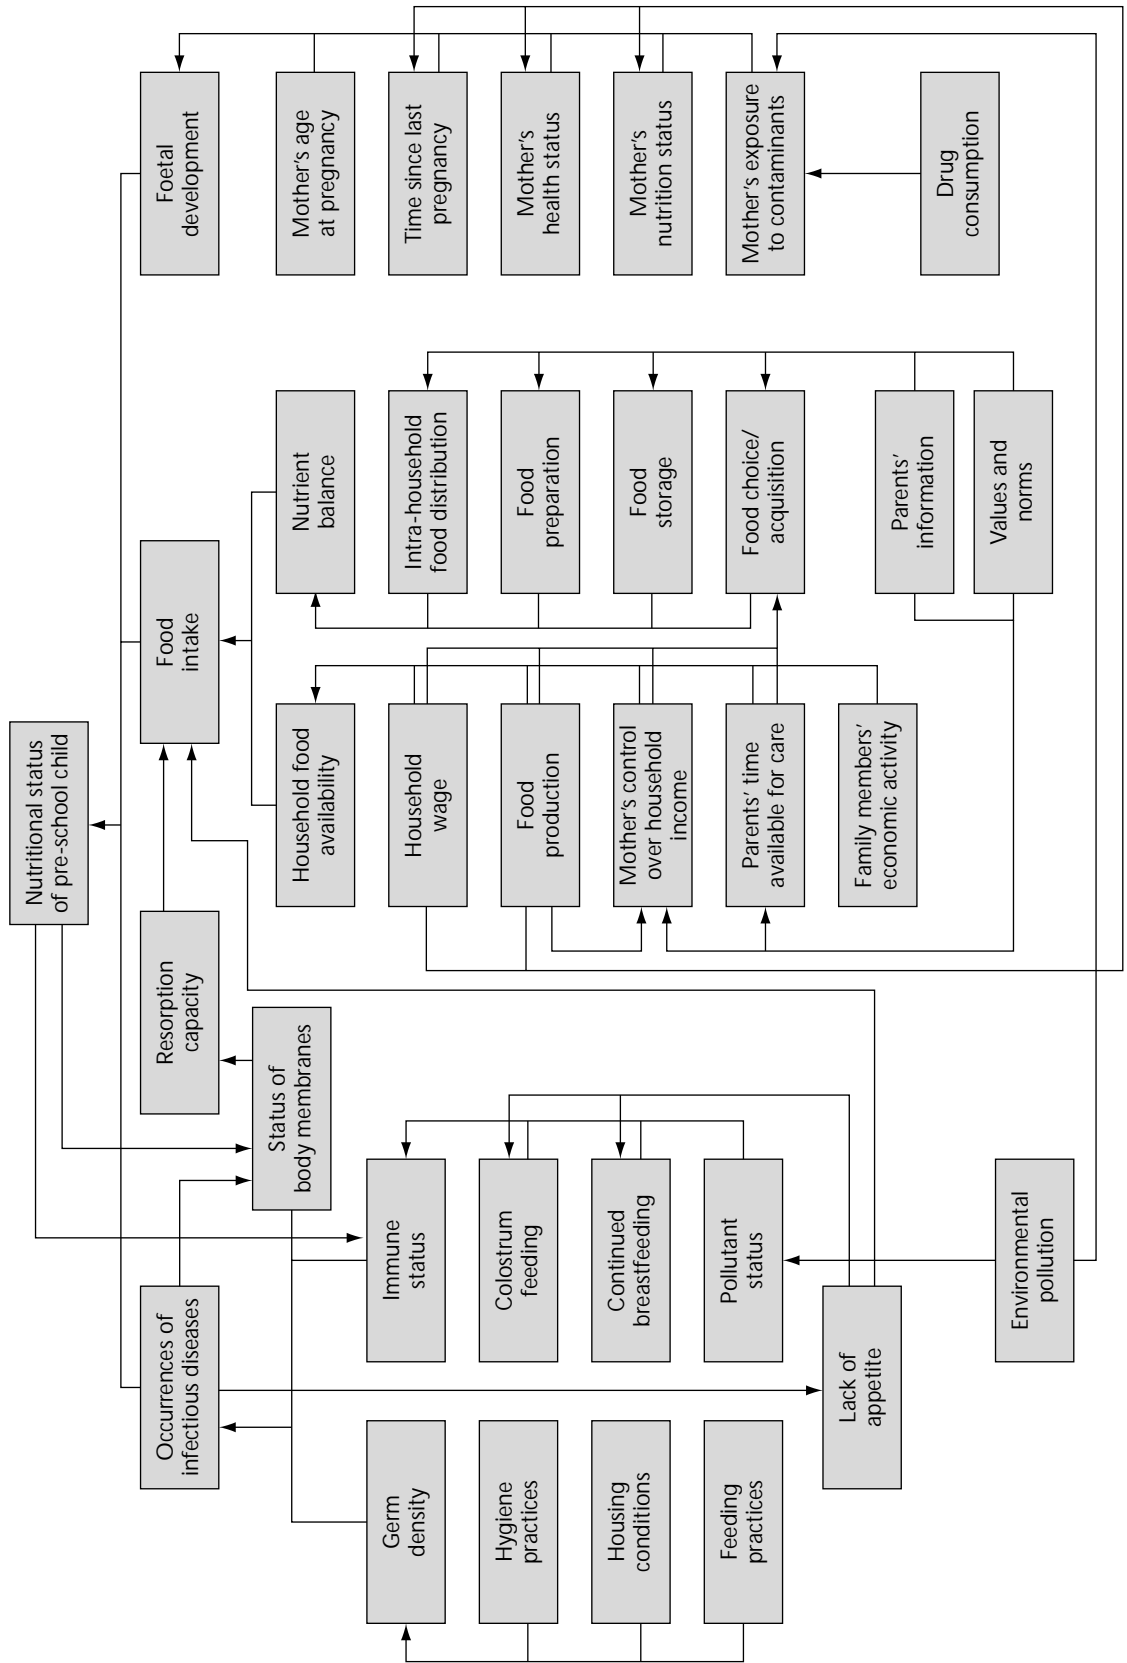 Nutritional status
of pre-school child
Occurrences of
infectious diseases
Resorption
capacity
Food
intake
Foetal
development
Status of
body membranes
Germ
density
Hygiene
practices
Housing
conditions
Feeding
practices
Immune
status
Colostrum
feeding
Continued
breastfeeding
Pollutant
status
Lack of
appetite
Environmental
pollution
Household food
availability
Household
wage
Food
production
Mother's control
over household
income
Parents' time
available for care
Family members'
economic activity
Nutrient
balance
Intra-household
food distribution
Food
preparation
Food
storage
Food choice/
acquisition
Parents'
information
Values and
norms
Mother's age
at pregnancy
Time since last
pregnancy
Mother's
health status
Mother's
nutrition status
Mother's exposure
to contaminants
Drug
consumption